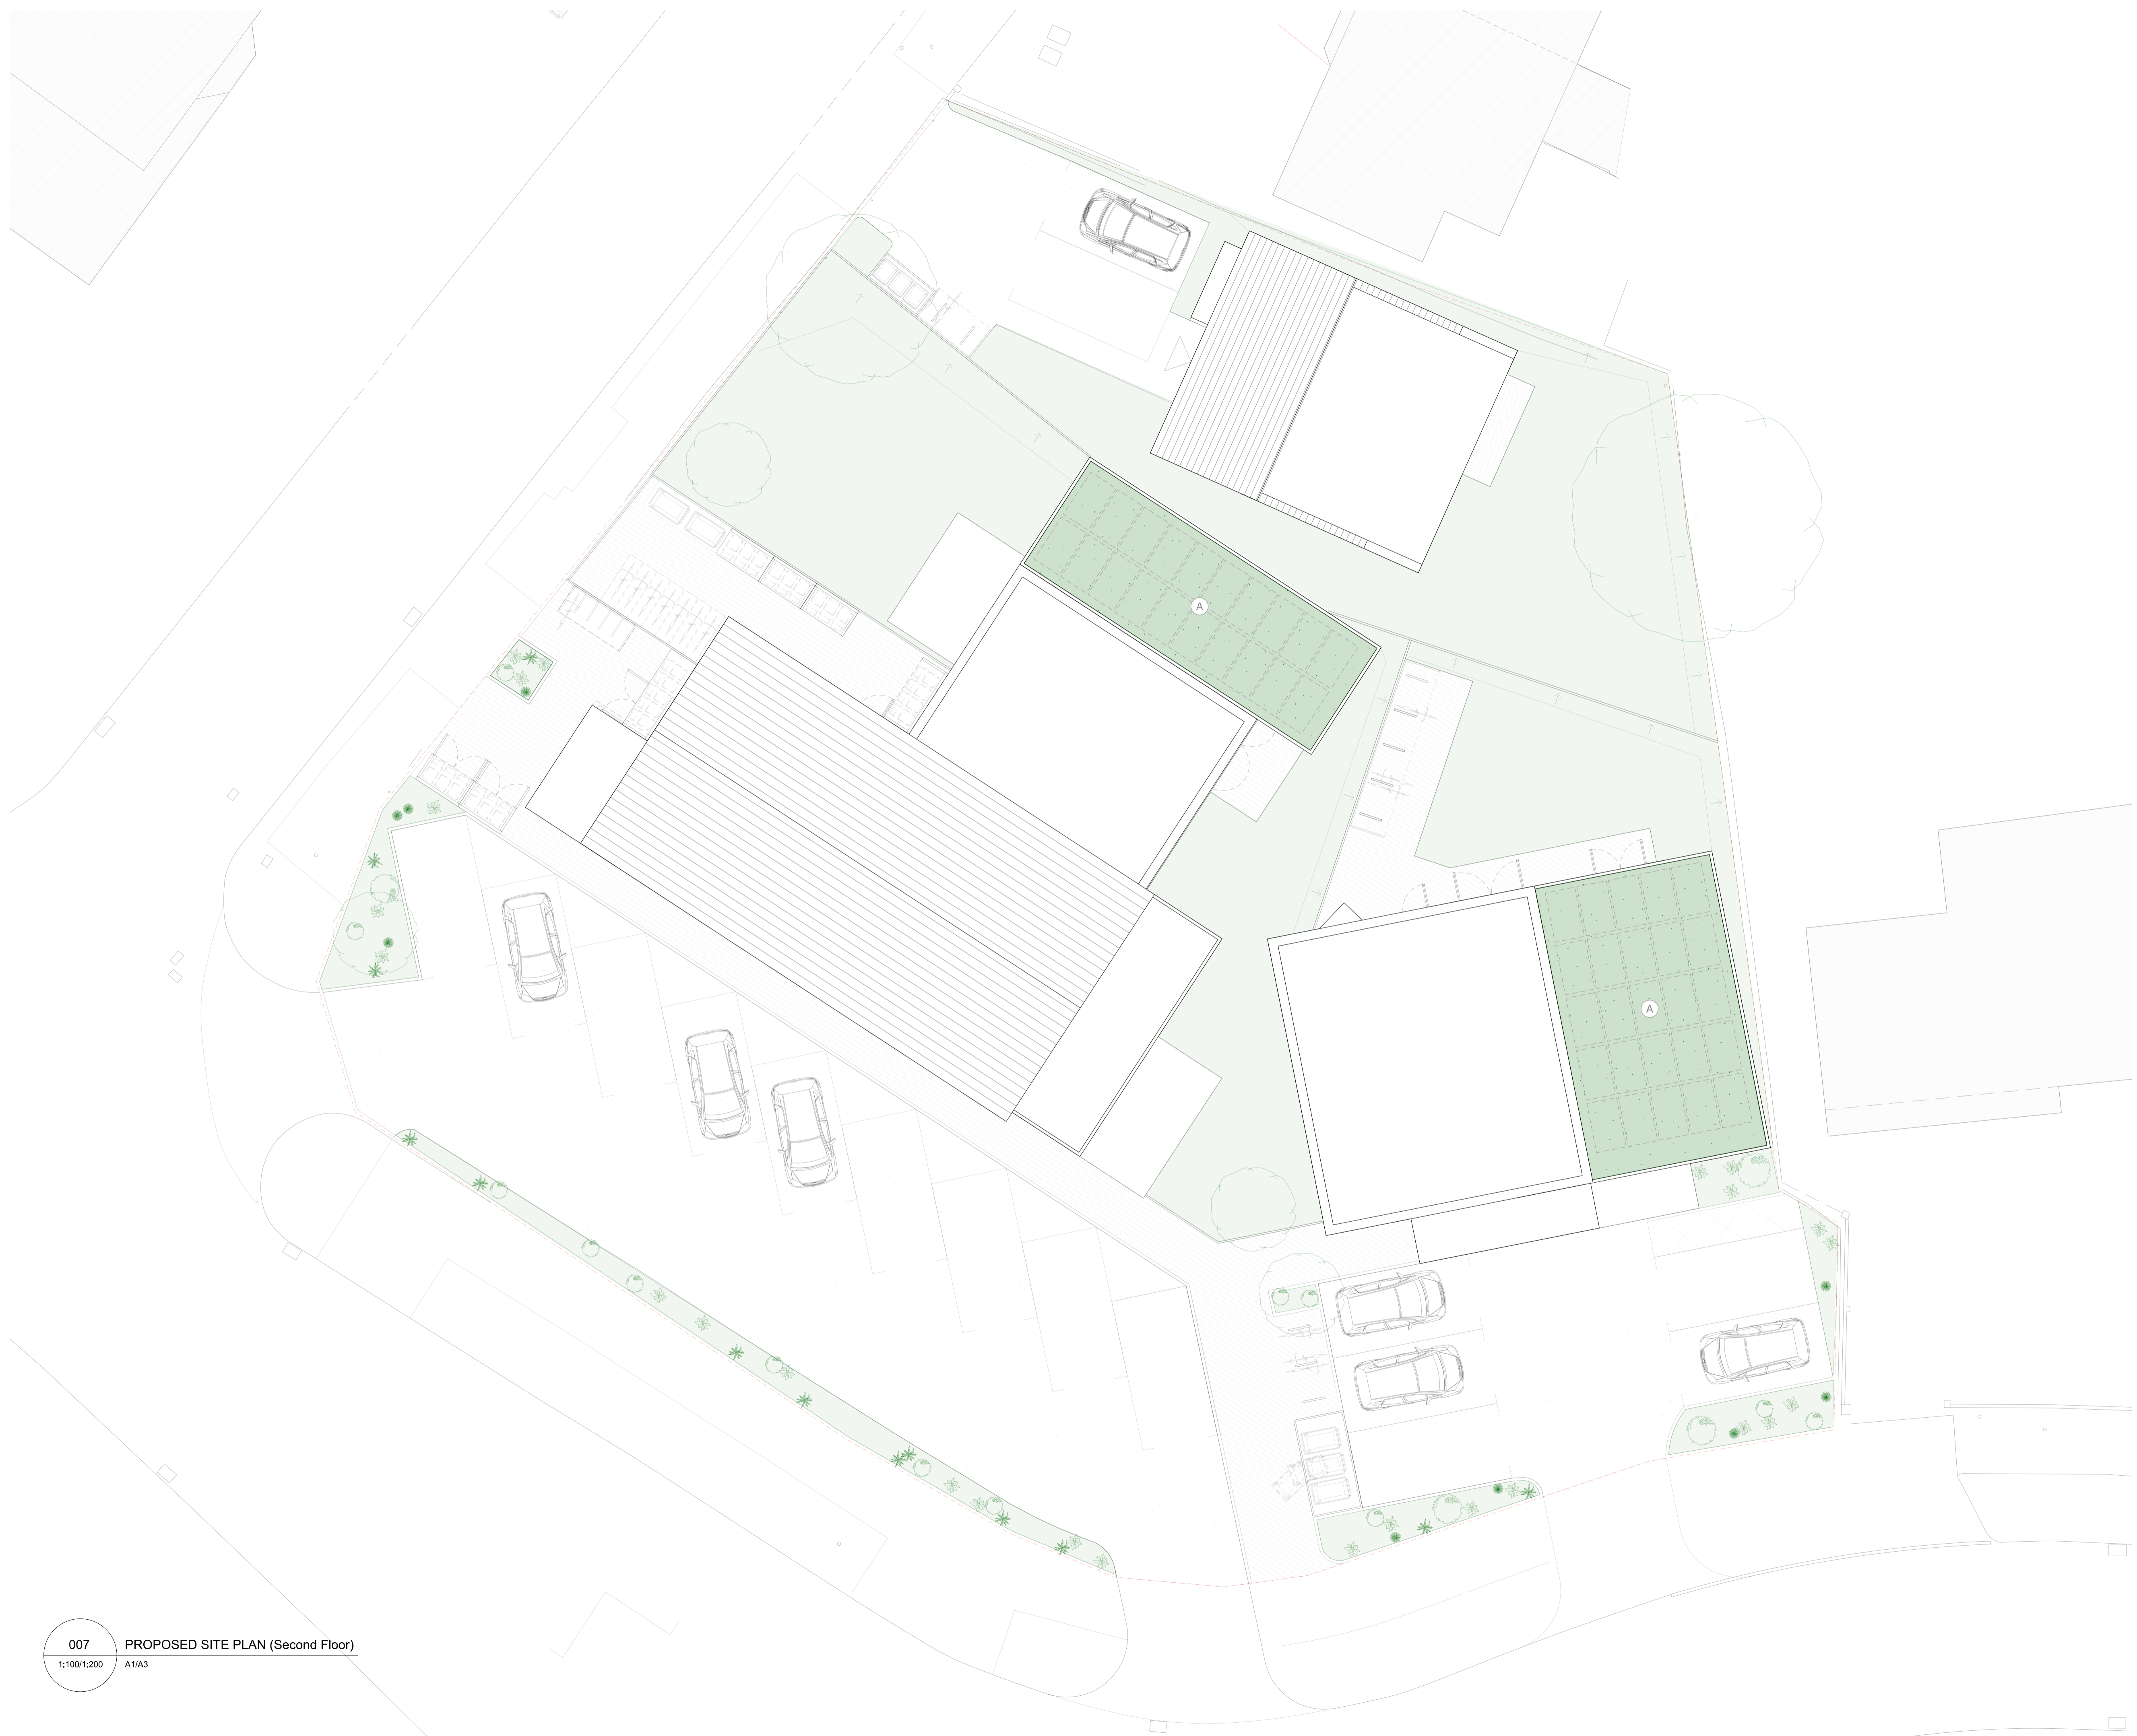 A
A
007
PROPOSED SITE PLAN (Second Floor)
1:100/1:200
A1/A3